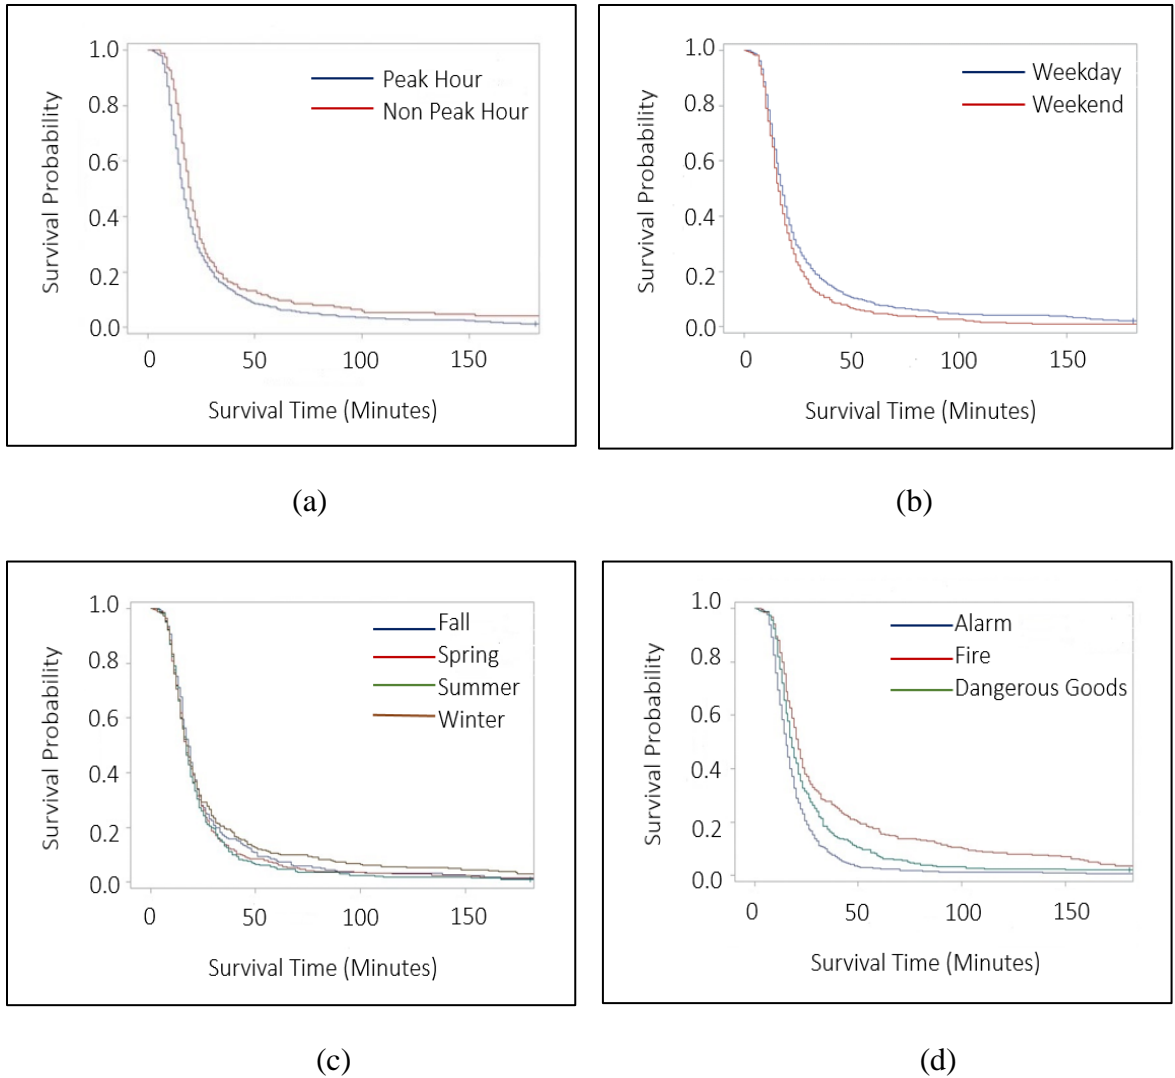 1.0
0.8
0.6
0.4
0.2
0.0
Survival Probability
Peak Hour
Non Peak Hour
0 50 100 150
Survival Time (Minutes)
(a)
1.0
0.8
0.6
0.4
0.2
0.0
Survival Probability
Weekday
Weekend
0 50 100 150
Survival Time (Minutes)
(b)
1.0
0.8
0.6
0.4
0.2
0.0
Survival Probability
Fall
Spring
Summer
Winter
0 50 100 150
Survival Time (Minutes)
(c)
1.0
0.8
0.6
0.4
0.2
0.0
Survival Probability
Alarm
Fire
Dangerous Goods
0 50 100 150
Survival Time (Minutes)
(d)